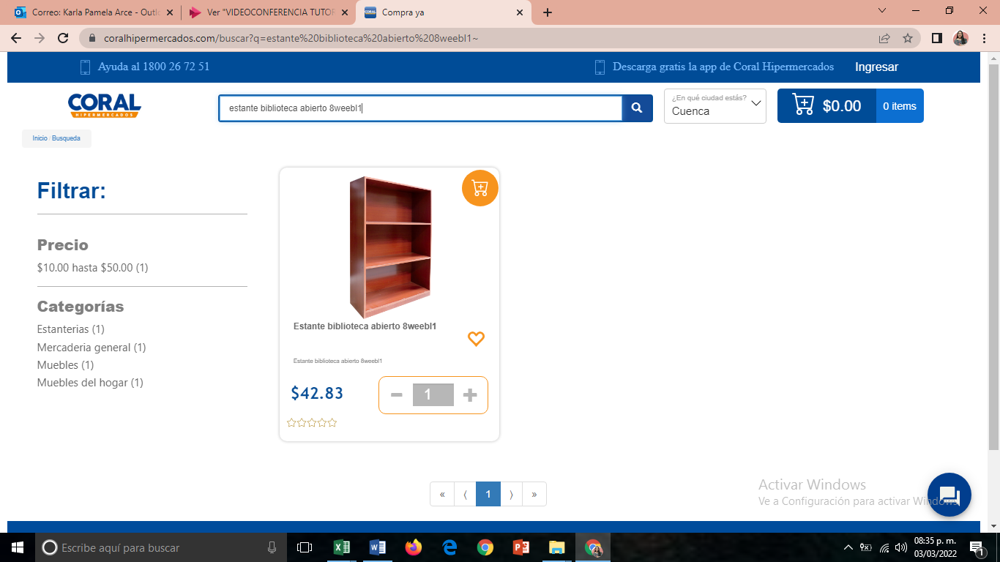 Correo: Karla Pamela Arce - Outlo
Ver "VIDEOCONFERENCIA TUTOR
Compra ya
coralhipermercados.com/buscar?q=estante%20biblioteca%20abierto%208weebl1~
Ayuda al 1800 26 72 51
Descarga gratis la app de Coral Hipermercados
Ingresar
CORAL
HIPERMERCADOS
estante biblioteca abierto 8weebl1
¿En qué ciudad estás?
Cuenca
$0.00
0 items
Inicio / Busqueda
Filtrar:
Precio
$10.00 hasta $50.00 (1)
Categorías
Estanterias (1)
Mercaderia general (1)
Muebles (1)
Muebles del hogar (1)
Estante biblioteca abierto 8weebl1
Estante biblioteca abierto 8weebl1
$42.83
1
« ⟨ 1 ⟩ »
Activar Windows
Ve a Configuración para activar Windows.
Escribe aquí para buscar
08:35 p. m.
03/03/2022
1